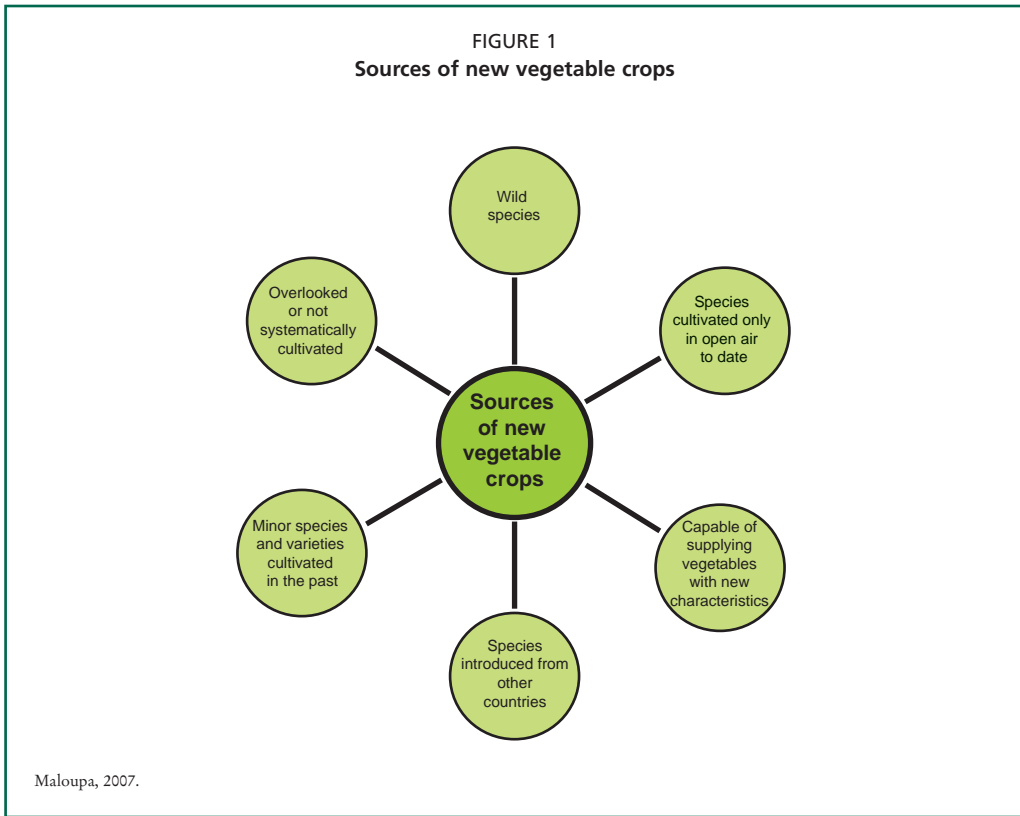 FIGURE 1
Sources of new vegetable crops
Wild
species
Overlooked
or not
systematically
cultivated
Species
cultivated only
in open air
to date
Sources
of new
vegetable
crops
Minor species
and varieties
cultivated
in the past
Capable of
supplying
vegetables
with new
characteristics
Species
introduced from
other
countries
Maloupa, 2007.